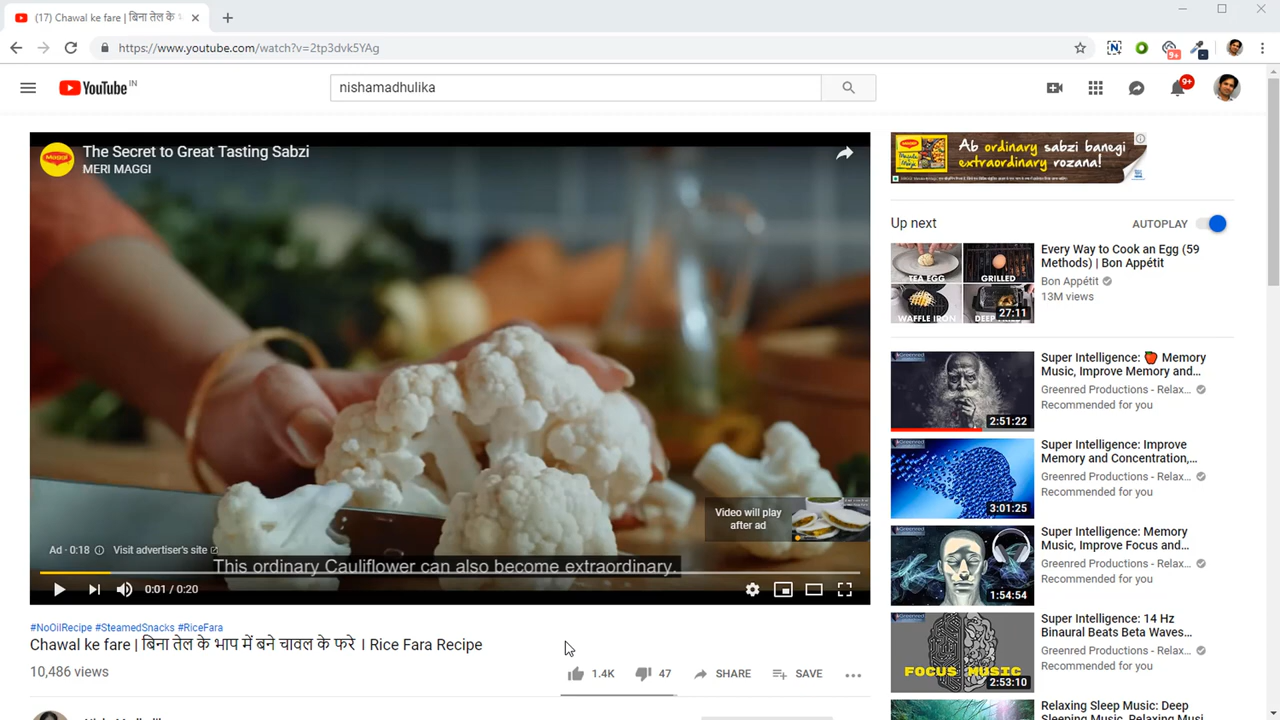 (17) Chawal ke fare | बिना तेल के
https://www.youtube.com/watch?v=2tp3dvk5YAg
9+
YouTube IN
nishamadhulika
9+
Maggi
The Secret to Great Tasting Sabzi
MERI MAGGI
Video will play
after ad
Ad · 0:18
Visit advertiser's site
This ordinary Cauliflower can also become extraordinary.
0:01 / 0:20
#NoOilRecipe #SteamedSnacks #RiceFara
Chawal ke fare | बिना तेल के भाप में बने चावल के फरे । Rice Fara Recipe
10,486 views
1.4K
47
SHARE
SAVE
Ab ordinary sabzi banegi
extraordinary rozana!
Up next
AUTOPLAY
TEA EGG
GRILLED
WAFFLE IRON
27:11
Every Way to Cook an Egg (59
Methods) | Bon Appétit
Bon Appétit
13M views
2:51:22
Super Intelligence: 🍎 Memory
Music, Improve Memory and...
Greenred Productions - Relax...
Recommended for you
3:01:25
Super Intelligence: Improve
Memory and Concentration,...
Greenred Productions - Relax...
Recommended for you
1:54:54
Super Intelligence: Memory
Music, Improve Focus and...
Greenred Productions - Relax...
Recommended for you
FOCUS MUSIC
2:53:10
Super Intelligence: 14 Hz
Binaural Beats Beta Waves...
Greenred Productions - Relax...
Recommended for you
Relaxing Sleep Music: Deep
Sleeping Music, Relaxing Musi